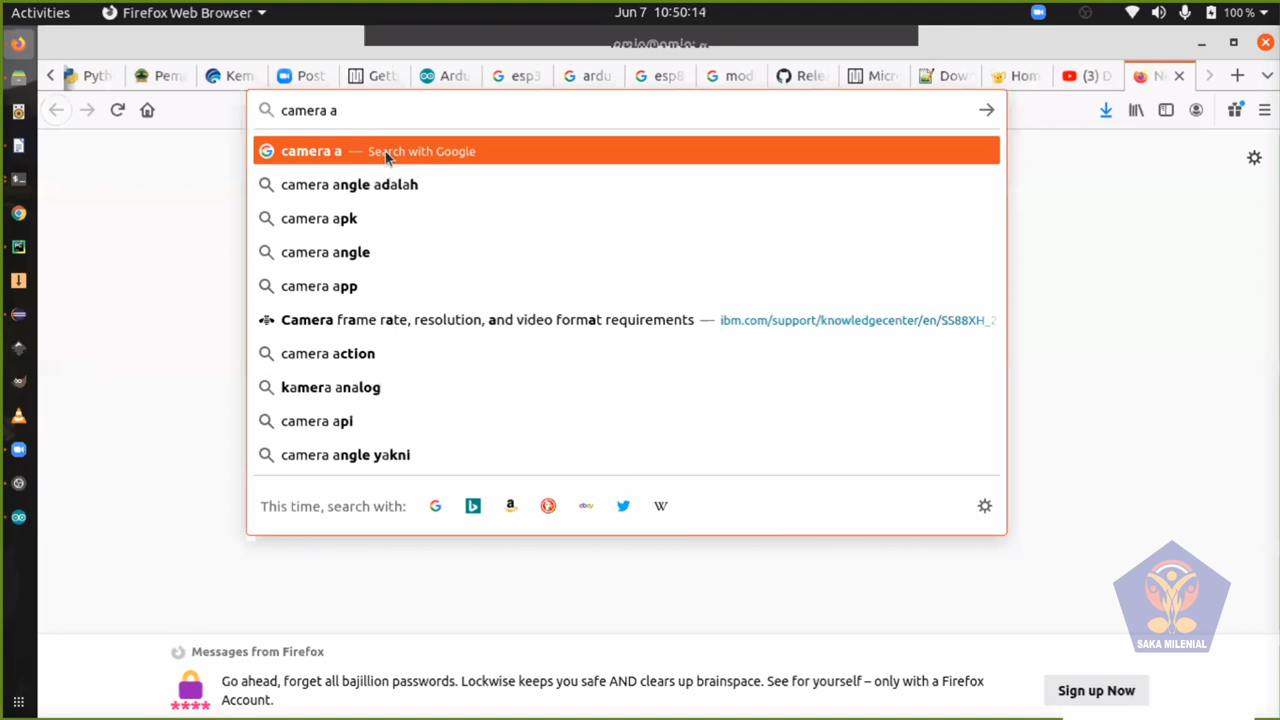 Activities
Firefox Web Browser
Jun 7 10:50:14
100 %
Pyth
Pem
Kem
Post
Gett
Ardu
esp3
ardu
esp8
mod
Rele
Micr
Dow
Hom
(3) D
camera a
camera a — Search with Google
camera angle adalah
camera apk
camera angle
camera app
Camera frame rate, resolution, and video format requirements — ibm.com/support/knowledgecenter/en/SS88XH_2
camera action
kamera analog
camera api
camera angle yakni
This time, search with:
SAKA MILENIAL
Messages from Firefox
Go ahead, forget all bajillion passwords. Lockwise keeps you safe AND clears up brainspace. See for yourself – only with a Firefox
Account.
Sign up Now